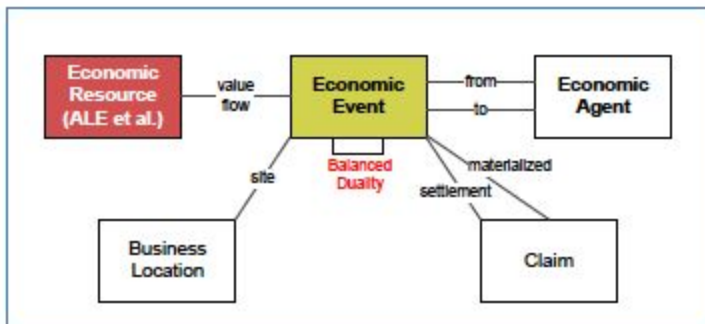 Economic
Resource
(ALE et al.)
value
flow
Economic
Event
from
to
Economic
Agent
Balanced
Duality
site
materialized
settlement
Business
Location
Claim